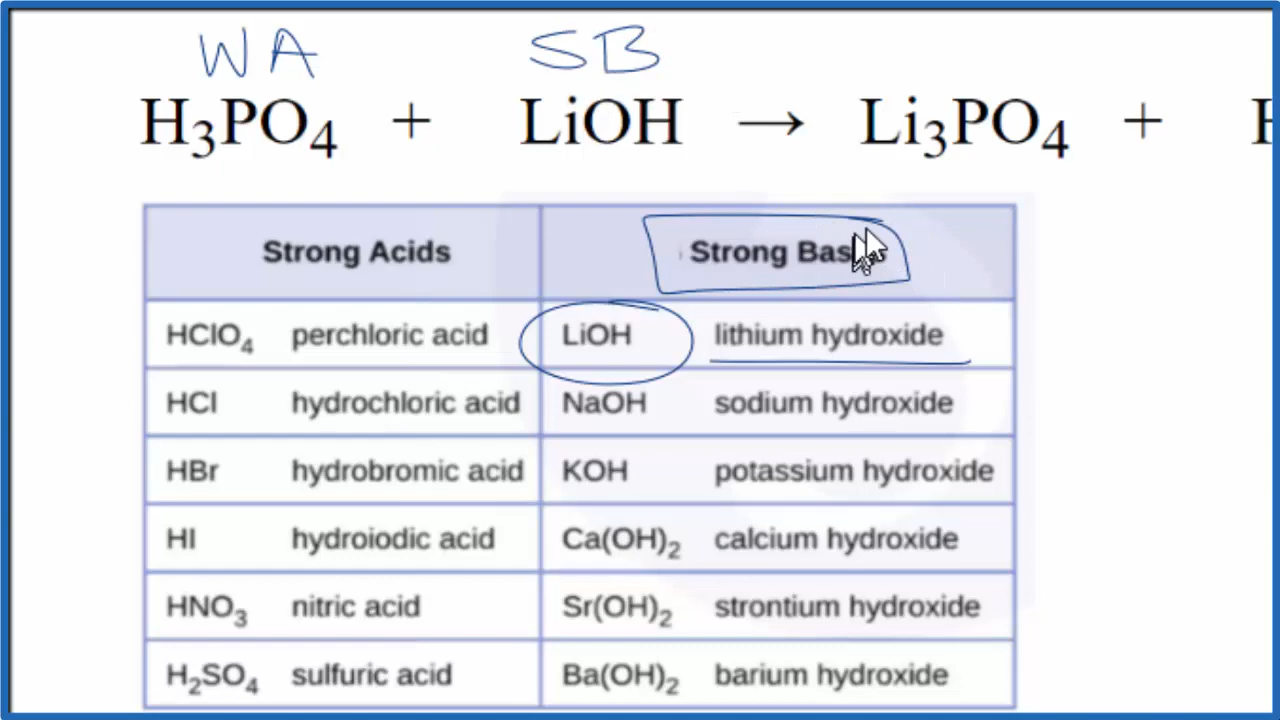 WA SB
H₃PO₄ + LiOH → Li₃PO₄ + H
Strong Acids Strong Bas
HClO₄ perchloric acid LiOH lithium hydroxide
HCl hydrochloric acid NaOH sodium hydroxide
HBr hydrobromic acid KOH potassium hydroxide
HI hydroiodic acid Ca(OH)₂ calcium hydroxide
HNO₃ nitric acid Sr(OH)₂ strontium hydroxide
H₂SO₄ sulfuric acid Ba(OH)₂ barium hydroxide